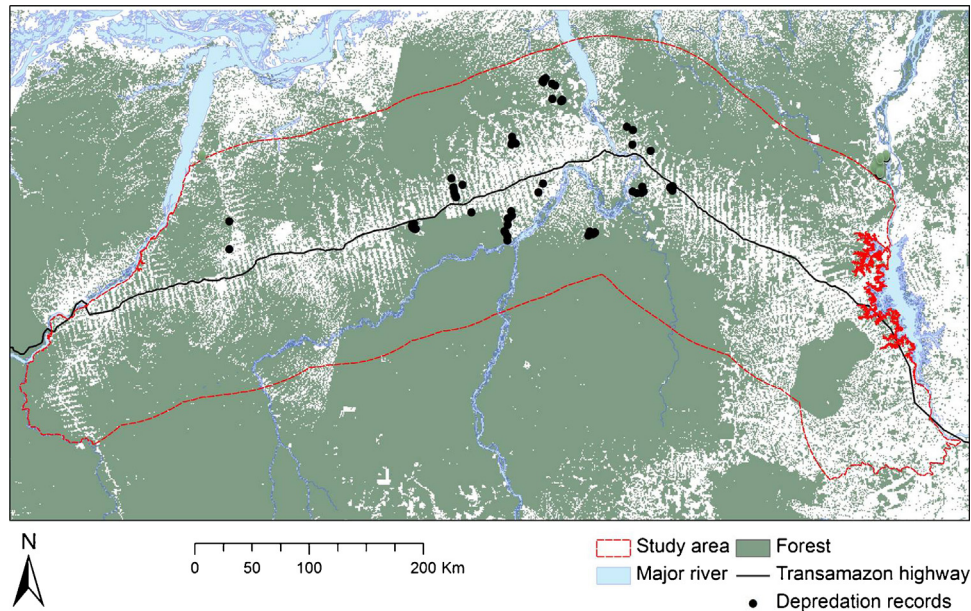 N
0 50 100 200 Km
Study area
Forest
Major river
Transamazon highway
Depredation records